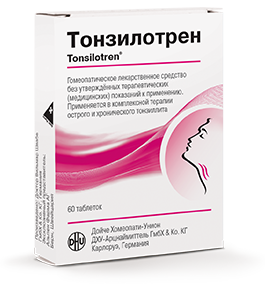 Тонзилотрен
Tonsilotren®
Гомеопатическое лекарственное средство
без утверждённых терапевтических
(медицинских) показаний к применению.
Применяется в комплексной терапии
острого и хронического тонзиллита
60 таблеток
DHU
Дойче Хомеопати-Унион
ДХУ-Арцнаймиттель ГмбХ & Ко. КГ
Карлсруэ, Германия